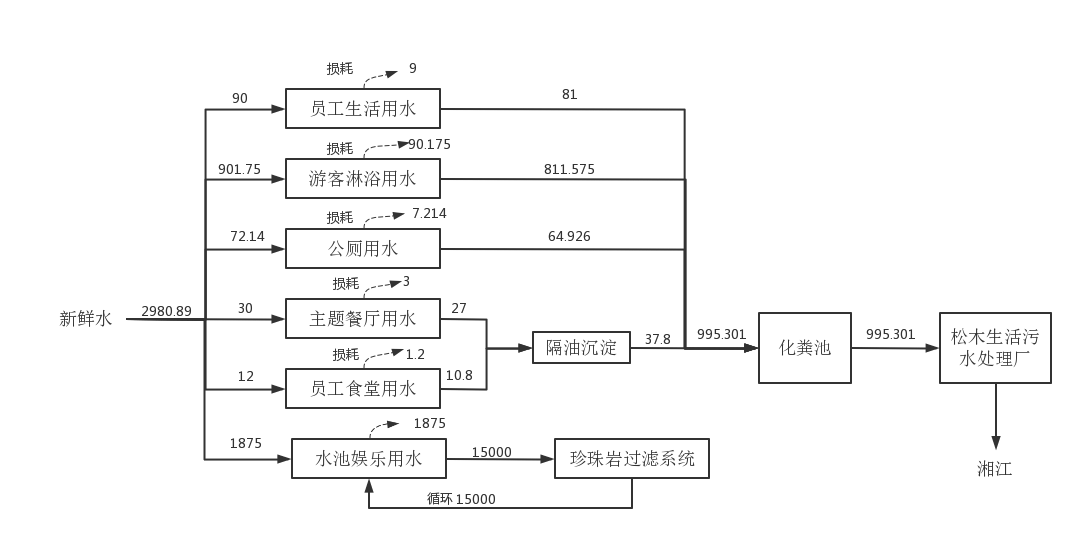 损耗 9
90 员工生活用水 81
损耗 90.175
901.75 游客淋浴用水 811.575
损耗 7.214
72.14 公厕用水 64.926
损耗 3
新鲜水 2980.89 30 主题餐厅用水 27
隔油沉淀 37.8 995.301 化粪池 995.301 松木生活污
水处理厂
损耗 1.2
12 员工食堂用水 10.8
1875
1875 水池娱乐用水 15000 珍珠岩过滤系统
湘江
循环 15000